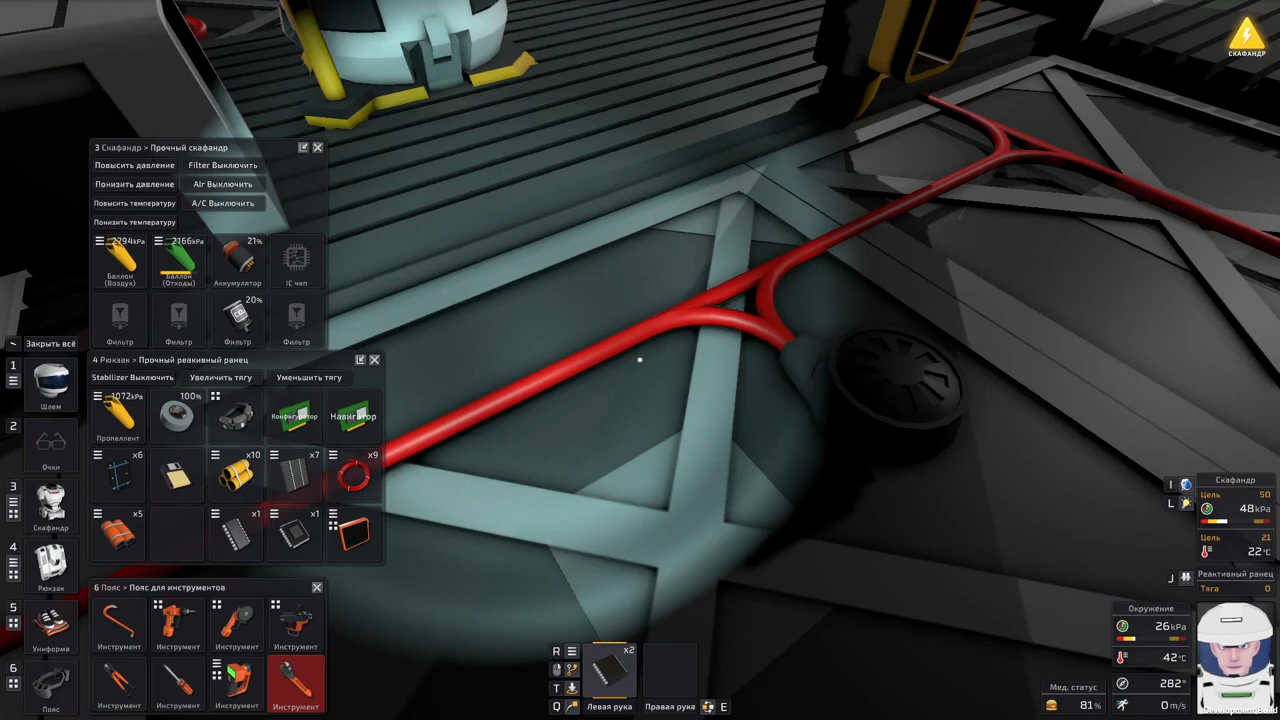 СКАФАНДР
3 Скафандр > Прочный скафандр
Повысить давление
Filter Выключить
Понизить давление
Air Выключить
Повысить температуру
A/C Выключить
Понизить температуру
2794kPa
2166kPa
21%
Баллон (Воздух)
Баллон (Отходы)
Аккумулятор
IC чип
20%
Фильтр
Фильтр
Фильтр
Фильтр
~ Закрыть всё
1
Шлем
2
Очки
3
Скафандр
4
Рюкзак
5
Униформа
6
Пояс
4 Рюкзак > Прочный реактивный ранец
Stabilizer Выключить
Увеличить тягу
Уменьшить тягу
1072kPa
100%
Пропеллент
Конфигуратор
Навигатор
x6
x10
x7
x9
x5
x1
x1
6 Пояс > Пояс для инструментов
Инструмент
Инструмент
Инструмент
Инструмент
Инструмент
Инструмент
Инструмент
Инструмент
R
T
Q
x2
Левая рука
Правая рука
E
I
L
J
Скафандр
Цель 50
48kPa
Цель 21
22°C
Реактивный ранец
Тяга 0
Окружение
26kPa
42°C
282°
Мед. статус
81%
0m/s
Development Build